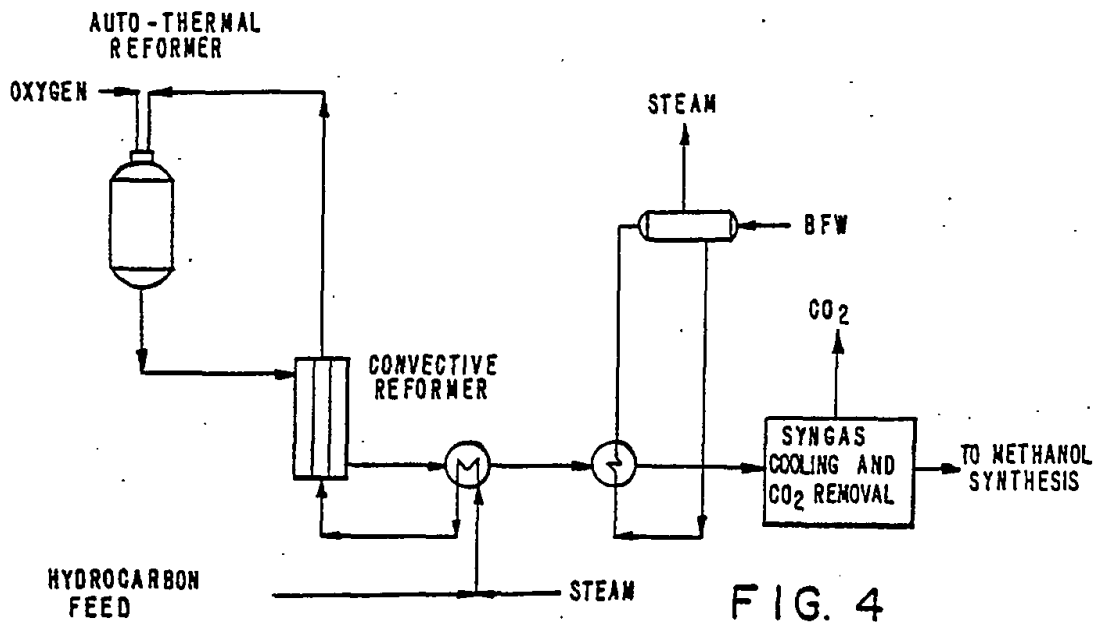 AUTO-THERMAL
REFORMER
OXYGEN
STEAM
BFW
CO2
CONVECTIVE
REFORMER
SYNGAS
COOLING AND
CO2 REMOVAL
TO METHANOL
SYNTHESIS
HYDROCARBON
FEED
STEAM
FIG. 4